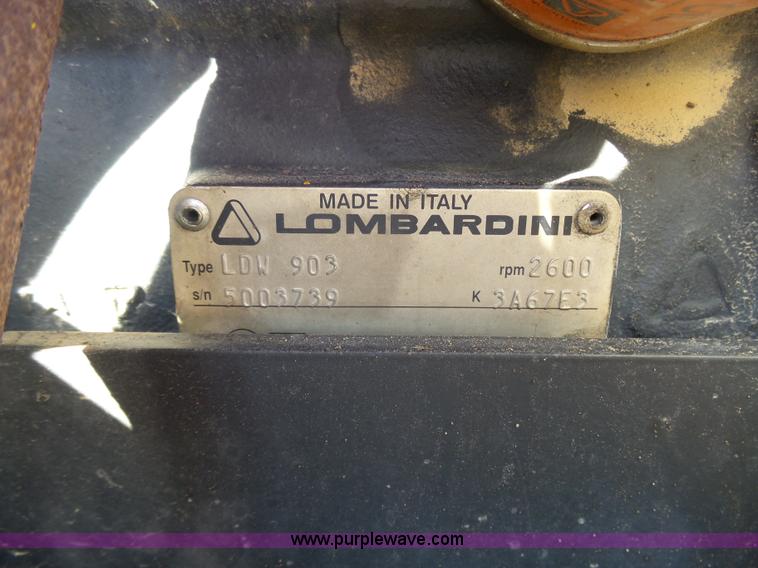 MADE IN ITALY
LOMBARDINI
Type LDW 903 rpm 2600
s/n 5003739 K 3A67E3
www.purplewave.com